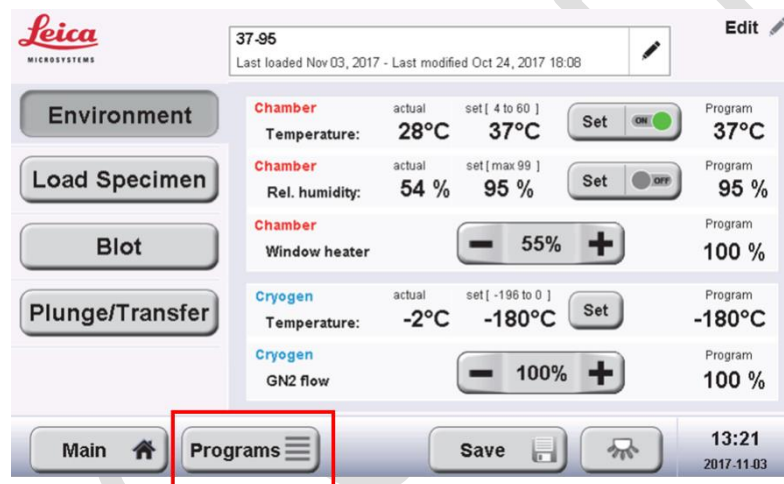 Leica
MICROSYSTEMS
37-95
Last loaded Nov 03, 2017 - Last modified Oct 24, 2017 18:08
Edit
Environment
Load Specimen
Blot
Plunge/Transfer
Chamber actual set [ 4 to 60 ] Program
Temperature: 28°C 37°C Set ON 37°C
Chamber actual set [ max 99 ] Program
Rel. humidity: 54 % 95 % Set OFF 95 %
Chamber Program
Window heater − 55% + 100 %
Cryogen actual set [ -196 to 0 ] Program
Temperature: -2°C -180°C Set -180°C
Cryogen Program
GN2 flow − 100% + 100 %
Main Programs Save 13:21
2017-11-03